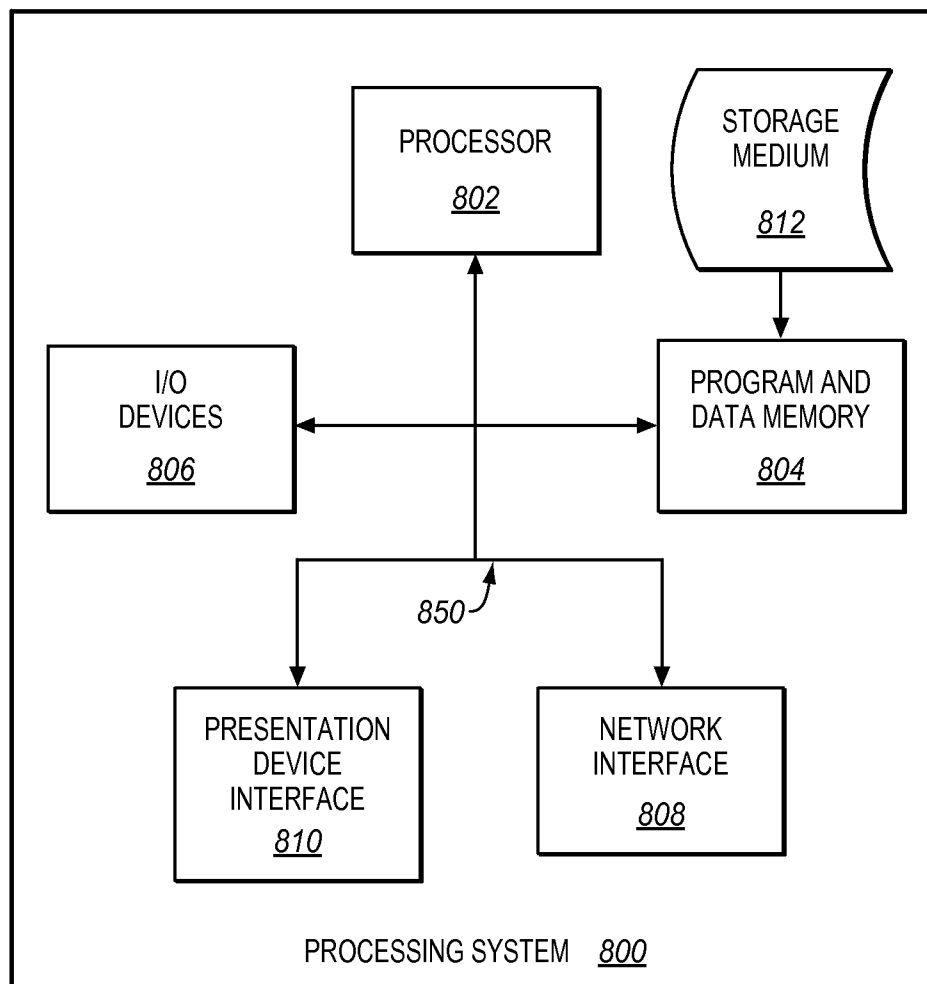 PROCESSOR
802
STORAGE
MEDIUM
812
I/O
DEVICES
806
PROGRAM AND
DATA MEMORY
804
850
PRESENTATION
DEVICE
INTERFACE
810
NETWORK
INTERFACE
808
PROCESSING SYSTEM 800